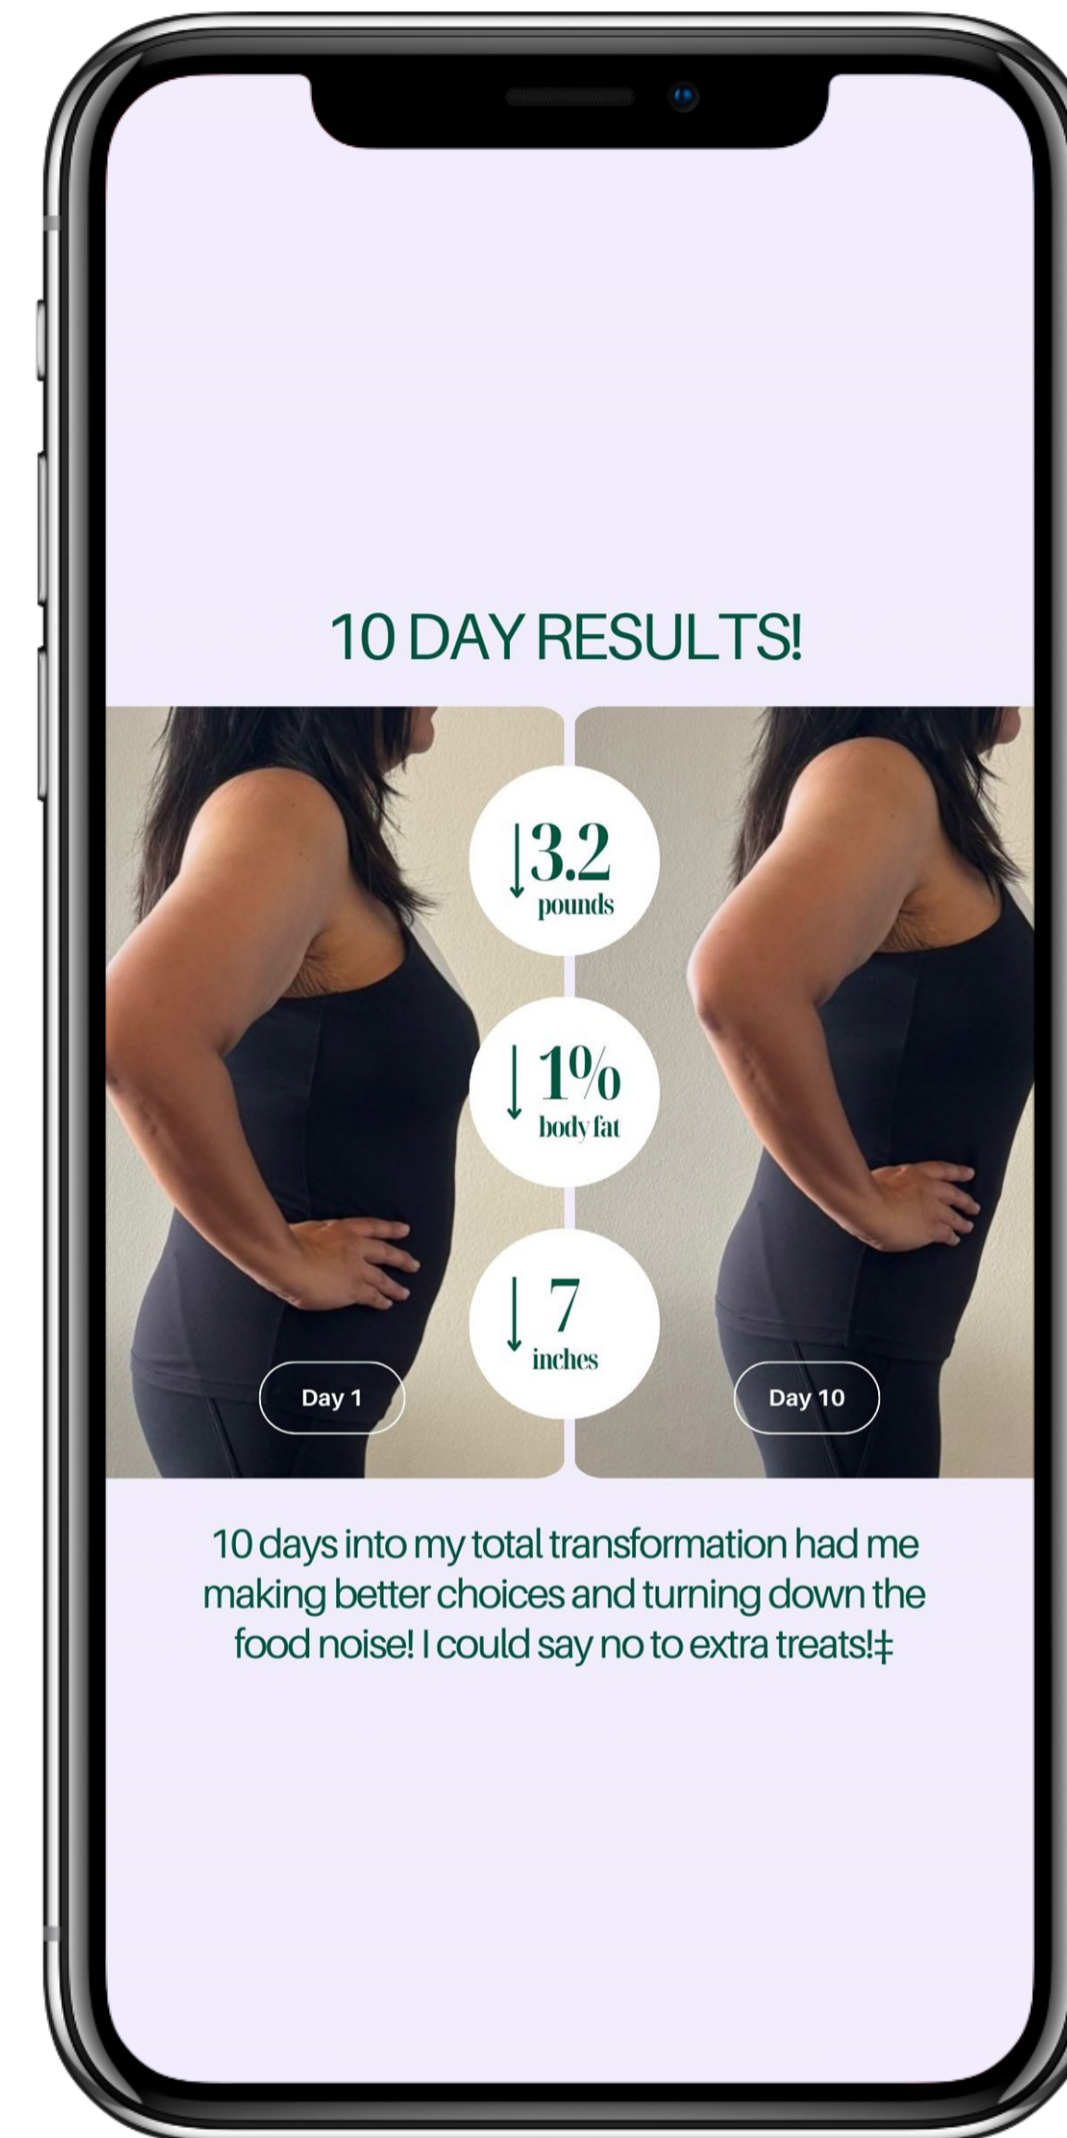 10 DAY RESULTS!
↓3.2
pounds
↓ 1%
body fat
↓ 7
inches
Day 1
Day 10
10 days into my total transformation had me
making better choices and turning down the
food noise! I could say no to extra treats!‡